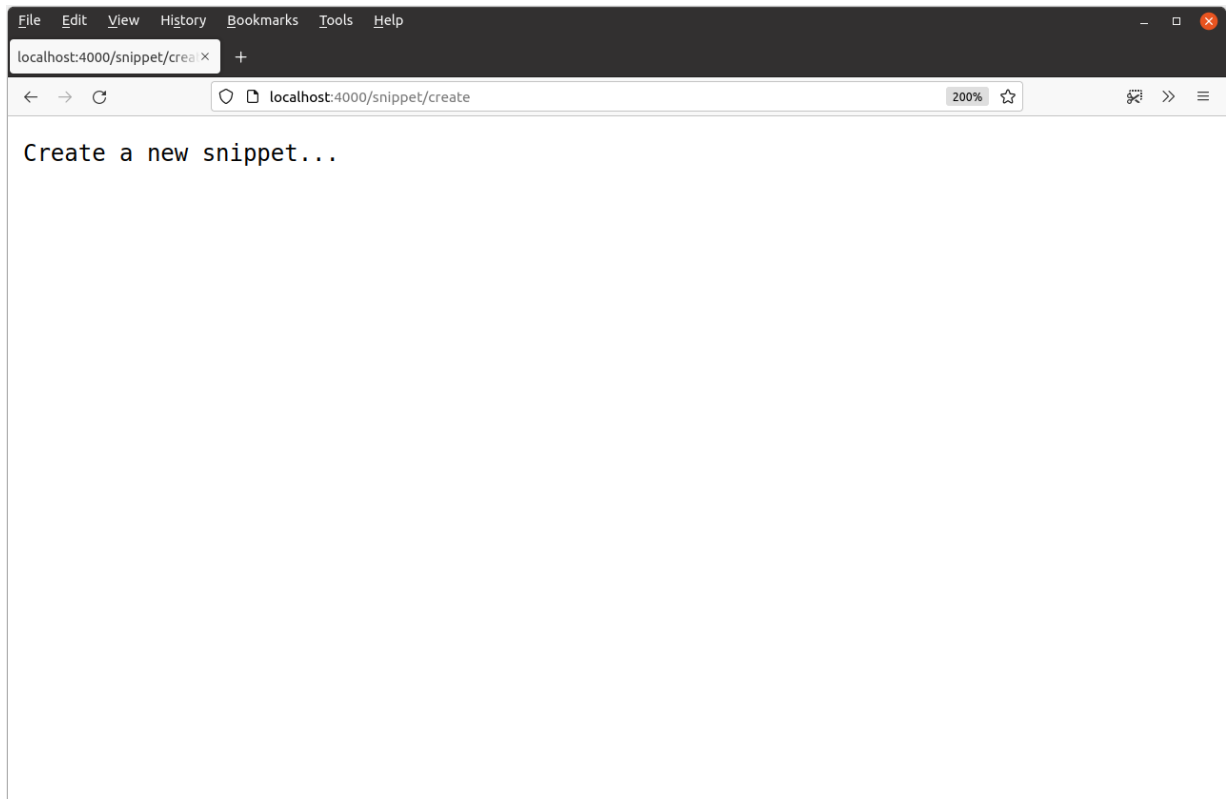 File Edit View History Bookmarks Tools Help
localhost:4000/snippet/crea
localhost:4000/snippet/create 200%
Create a new snippet...